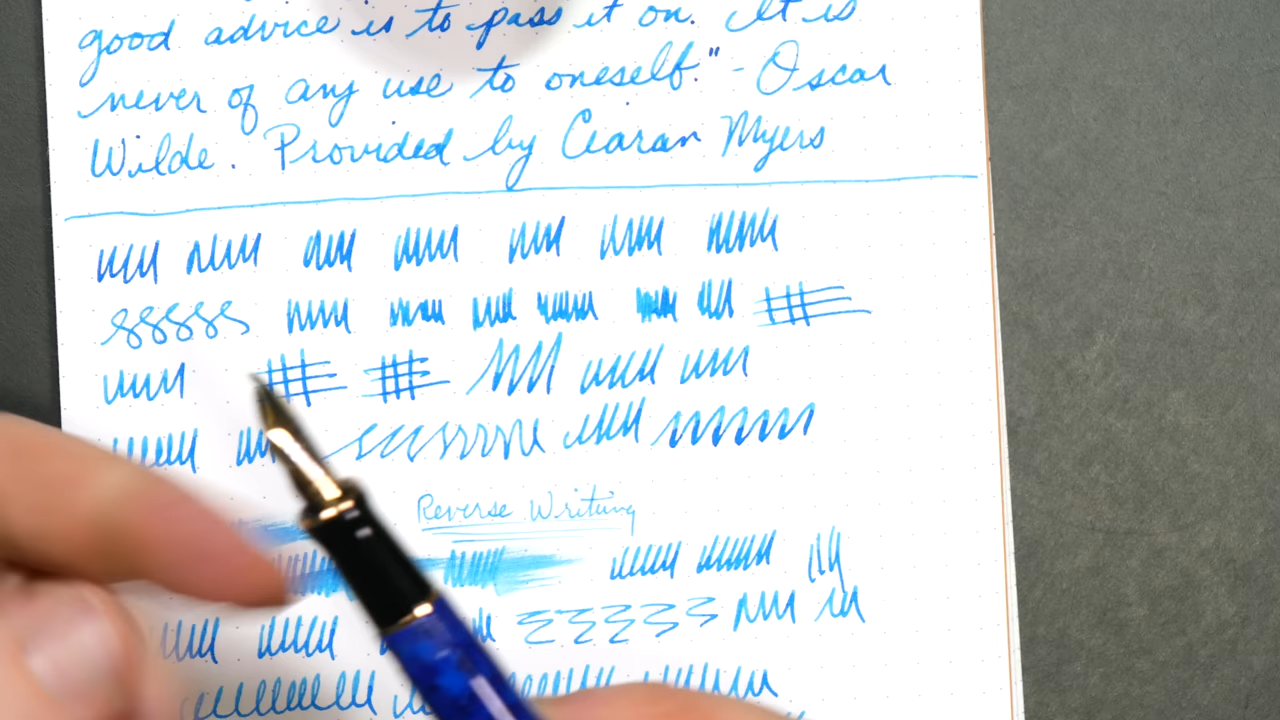 good advice is to pass it on. It is
never of any use to oneself." - Oscar
Wilde. Provided by Ciaran Myers
Reverse Writing